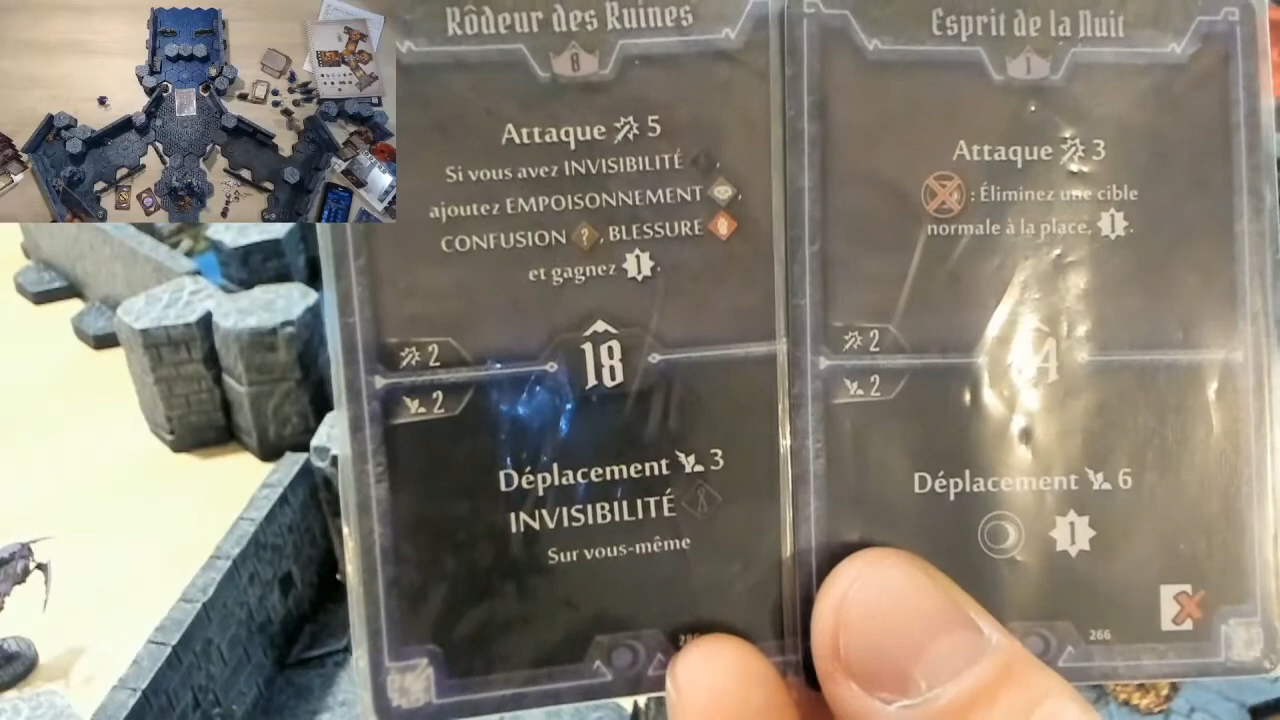 Rôdeur des Ruines
8
Attaque 5
Si vous avez INVISIBILITÉ ,
ajoutez EMPOISONNEMENT ,
CONFUSION ? , BLESSURE
et gagnez 1 .
2
18
2
Déplacement 3
INVISIBILITÉ
Sur vous-même
Esprit de la Nuit
1
Attaque 3
: Éliminez une cible
normale à la place, 1 .
2
2
Déplacement 6
1
266